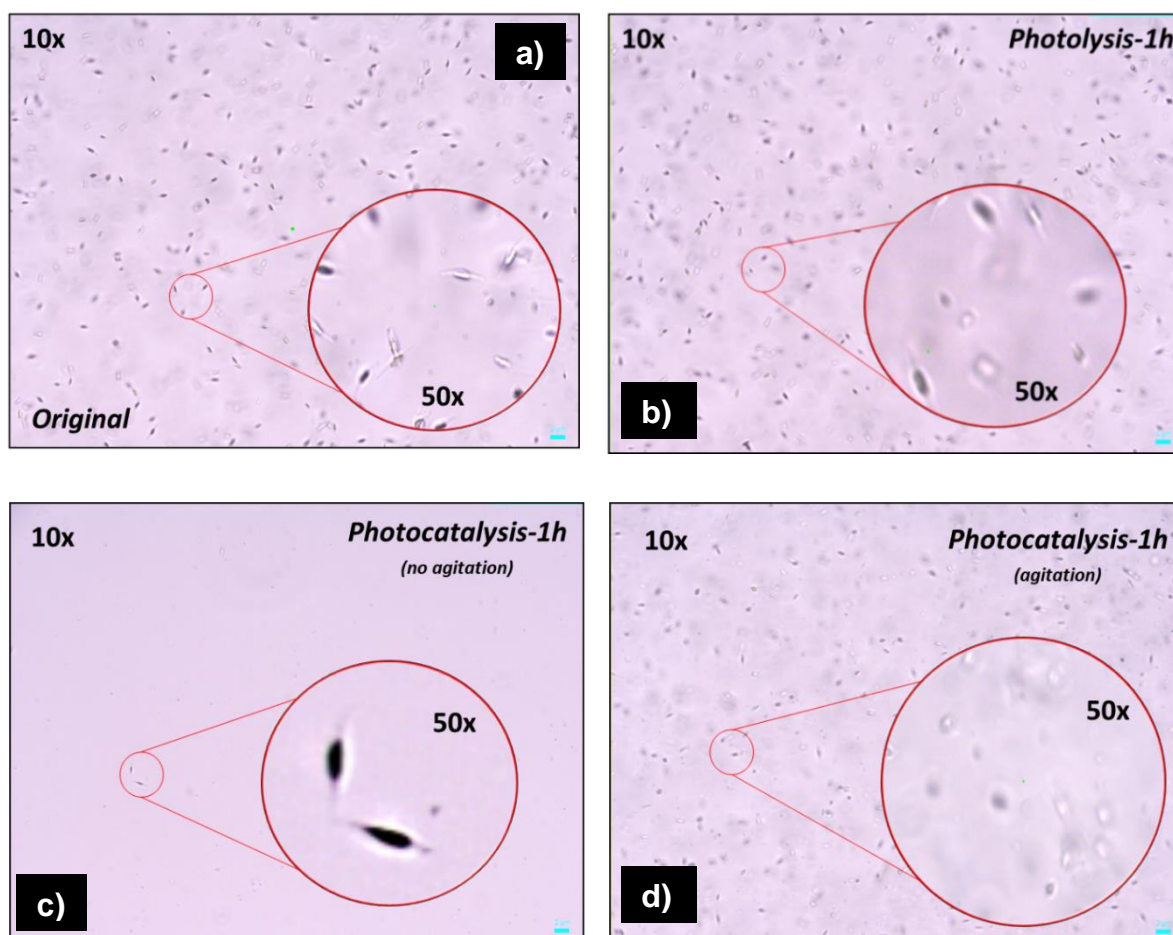 10x
a)
50x
Original
10x
Photolysis-1h
50x
b)
10x
Photocatalysis-1h
(no agitation)
50x
c)
10x
Photocatalysis-1h
(agitation)
50x
d)